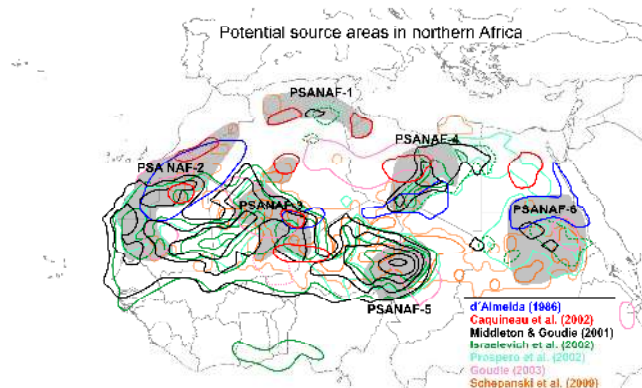 Potential source areas in northern Africa
PSANAF-1
PSANAF-4
PSA NAF-2
PSANAF-3
PSANAF-6
PSANAF-5
d´Almeida (1986)
Caquineau et al. (2002)
Middleton & Goudie (2001)
Israelevich et al. (2002)
Prospero et al. (2002)
Goudie (2003)
Schepanski et al. (2009)